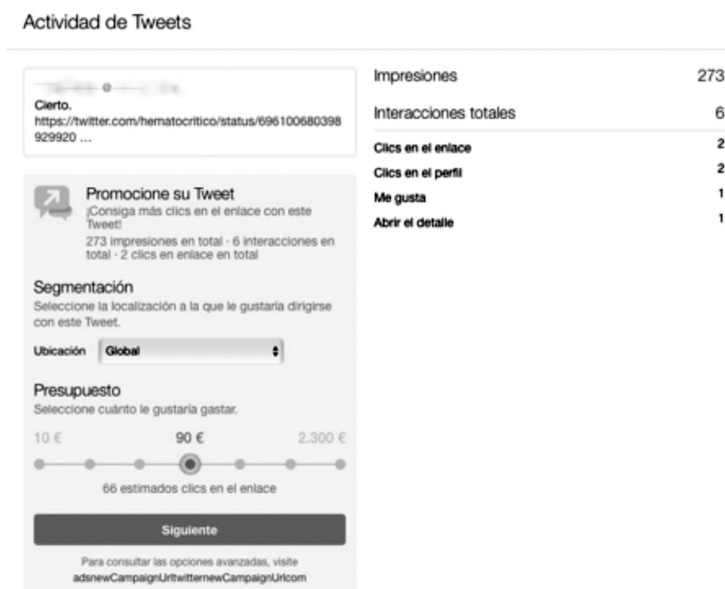 Actividad de Tweets
@
Cierto.
https://twitter.com/hematocritico/status/696100680398
929920 ...
Promocione su Tweet
¡Consiga más clics en el enlace con este
Tweet!
273 impresiones en total · 6 interacciones en
total · 2 clics en enlace en total
Segmentación
Seleccione la localización a la que le gustaría dirigirse
con este Tweet.
Ubicación Global
Presupuesto
Seleccione cuánto le gustaría gastar.
10 € 90 € 2.300 €
66 estimados clics en el enlace
Siguiente
Para consultar las opciones avanzadas, visite
adsnewCampaignUrltwitternewCampaignUrlcom
Impresiones 273
Interacciones totales 6
Clics en el enlace 2
Clics en el perfil 2
Me gusta 1
Abrir el detalle 1